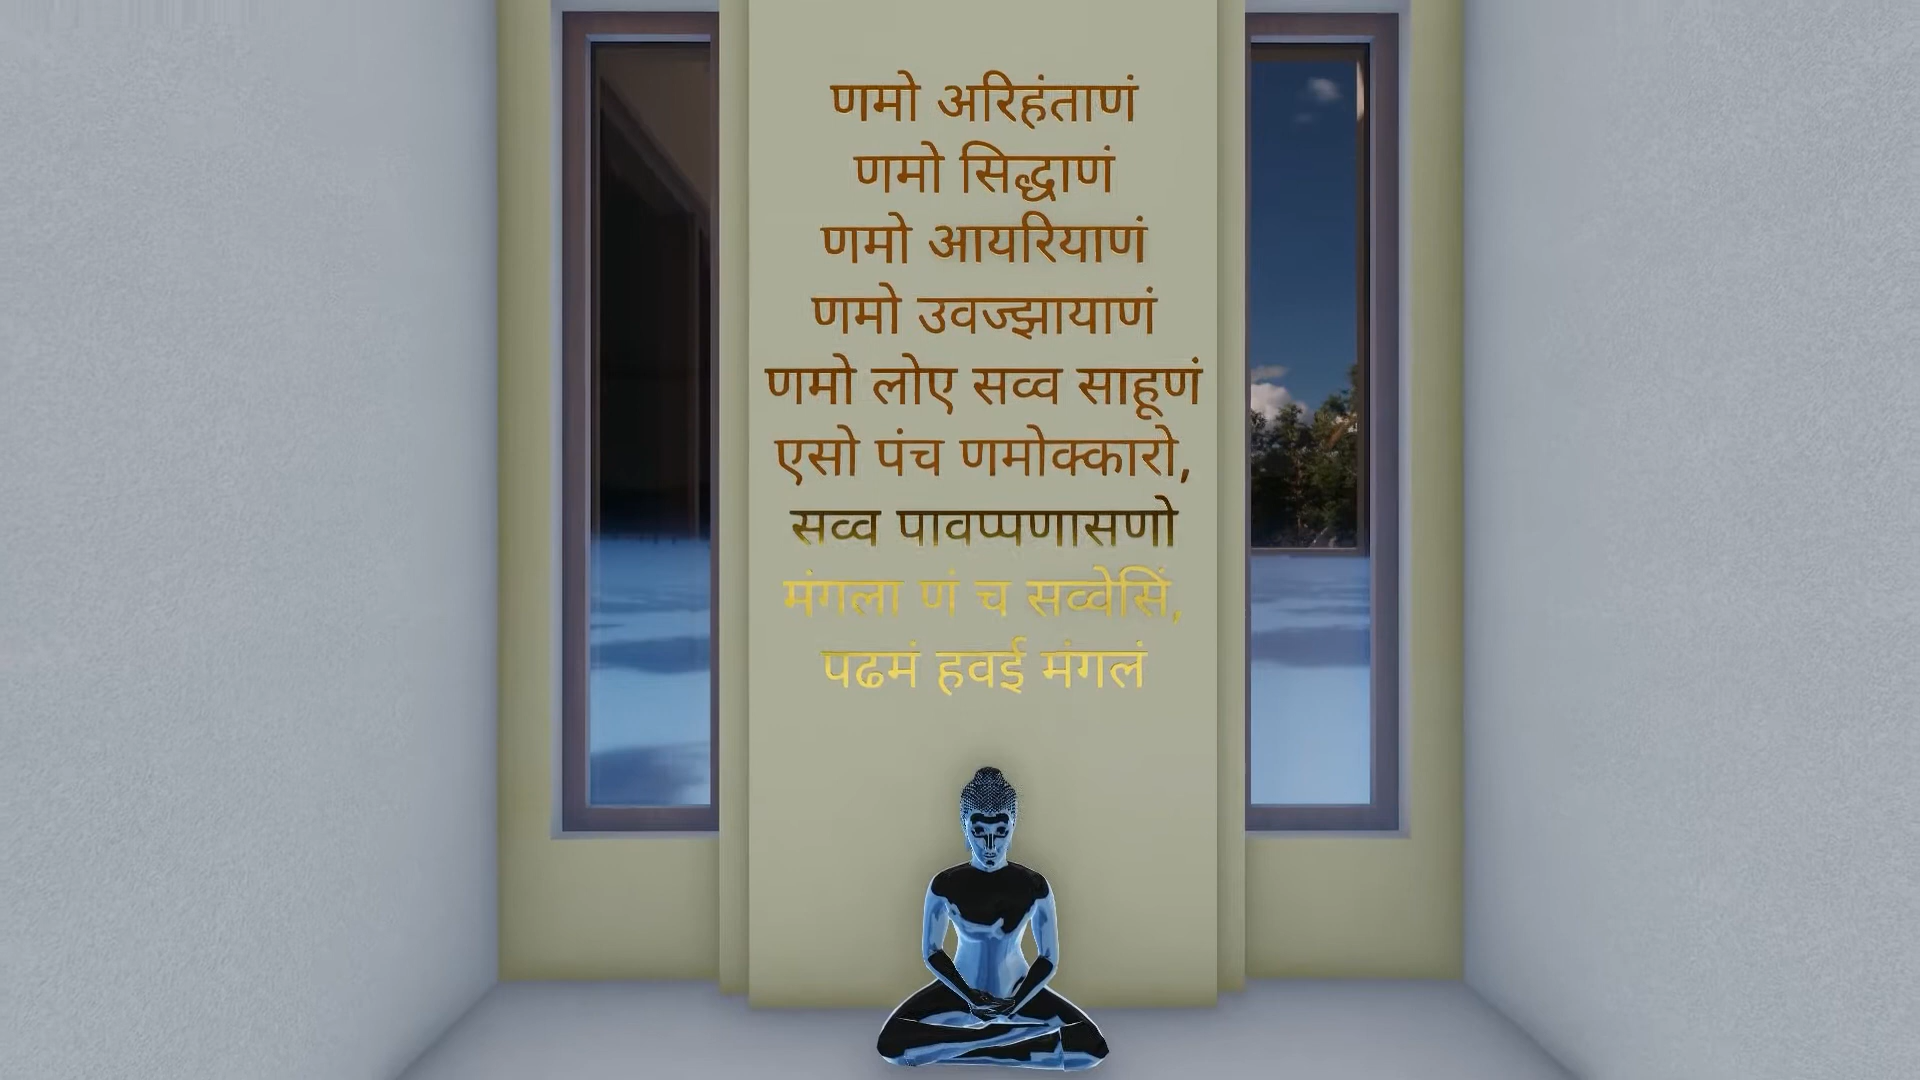 णमो अरिहंताणं
णमो सिद्धाणं
णमो आयरियाणं
णमो उवज्झायाणं
णमो लोए सव्व साहूणं
एसो पंच णमोक्कारो,
सव्व पावप्पणासणो
मंगला णं च सव्वेसिं,
पढमं हवई मंगलं